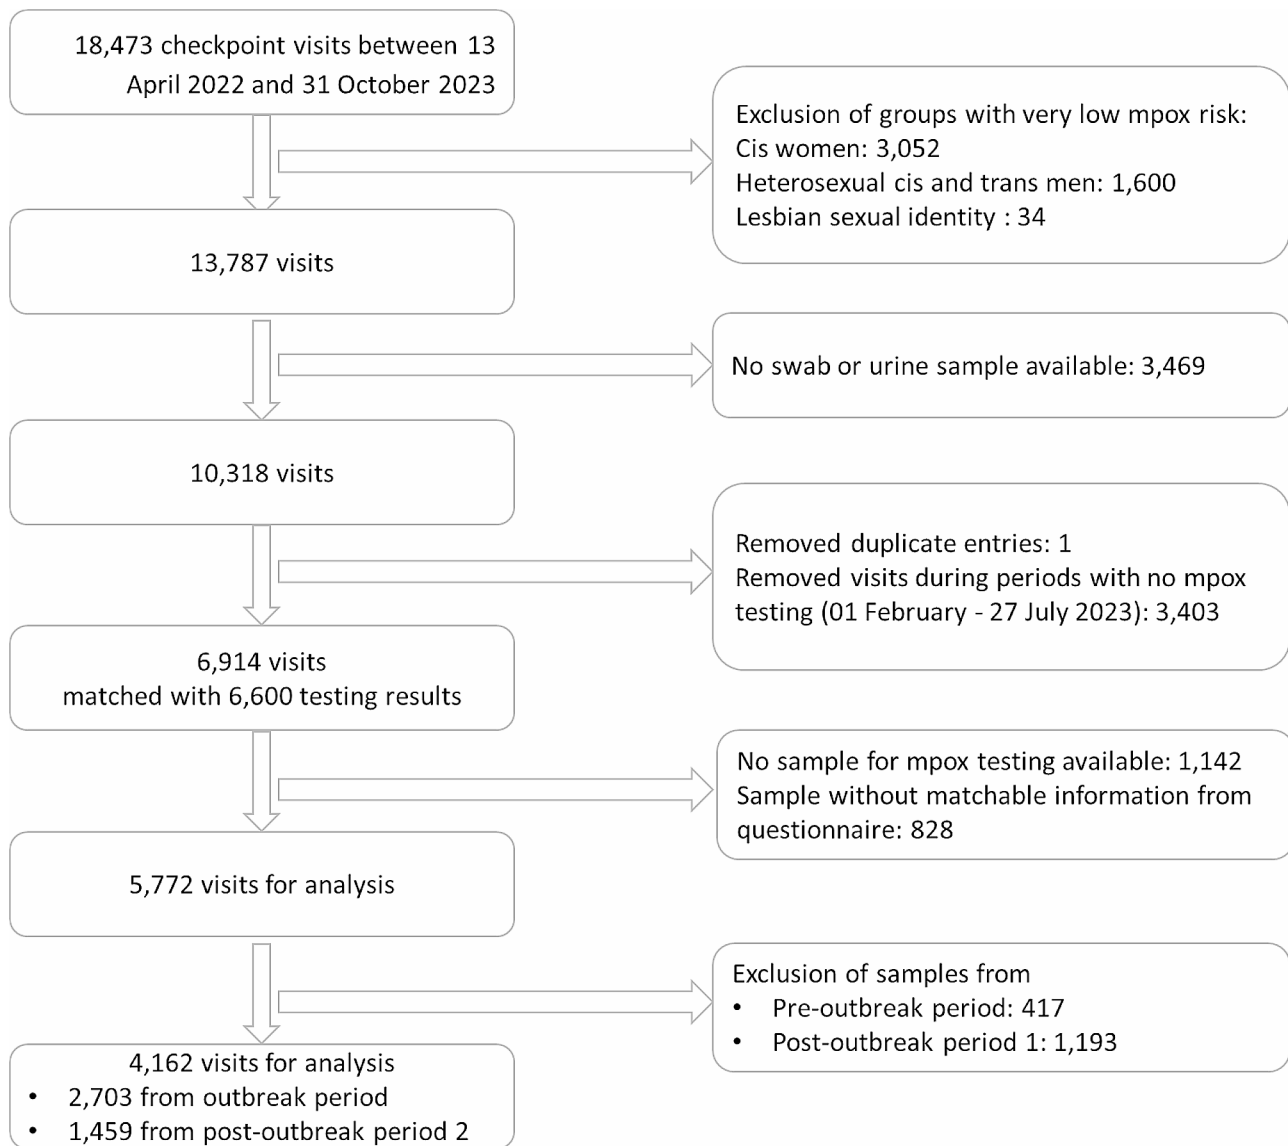 18,473 checkpoint visits between 13
April 2022 and 31 October 2023
Exclusion of groups with very low mpox risk:
Cis women: 3,052
Heterosexual cis and trans men: 1,600
Lesbian sexual identity : 34
13,787 visits
No swab or urine sample available: 3,469
10,318 visits
Removed duplicate entries: 1
Removed visits during periods with no mpox
testing (01 February - 27 July 2023): 3,403
6,914 visits
matched with 6,600 testing results
No sample for mpox testing available: 1,142
Sample without matchable information from
questionnaire: 828
5,772 visits for analysis
Exclusion of samples from
• Pre-outbreak period: 417
• Post-outbreak period 1: 1,193
4,162 visits for analysis
• 2,703 from outbreak period
• 1,459 from post-outbreak period 2